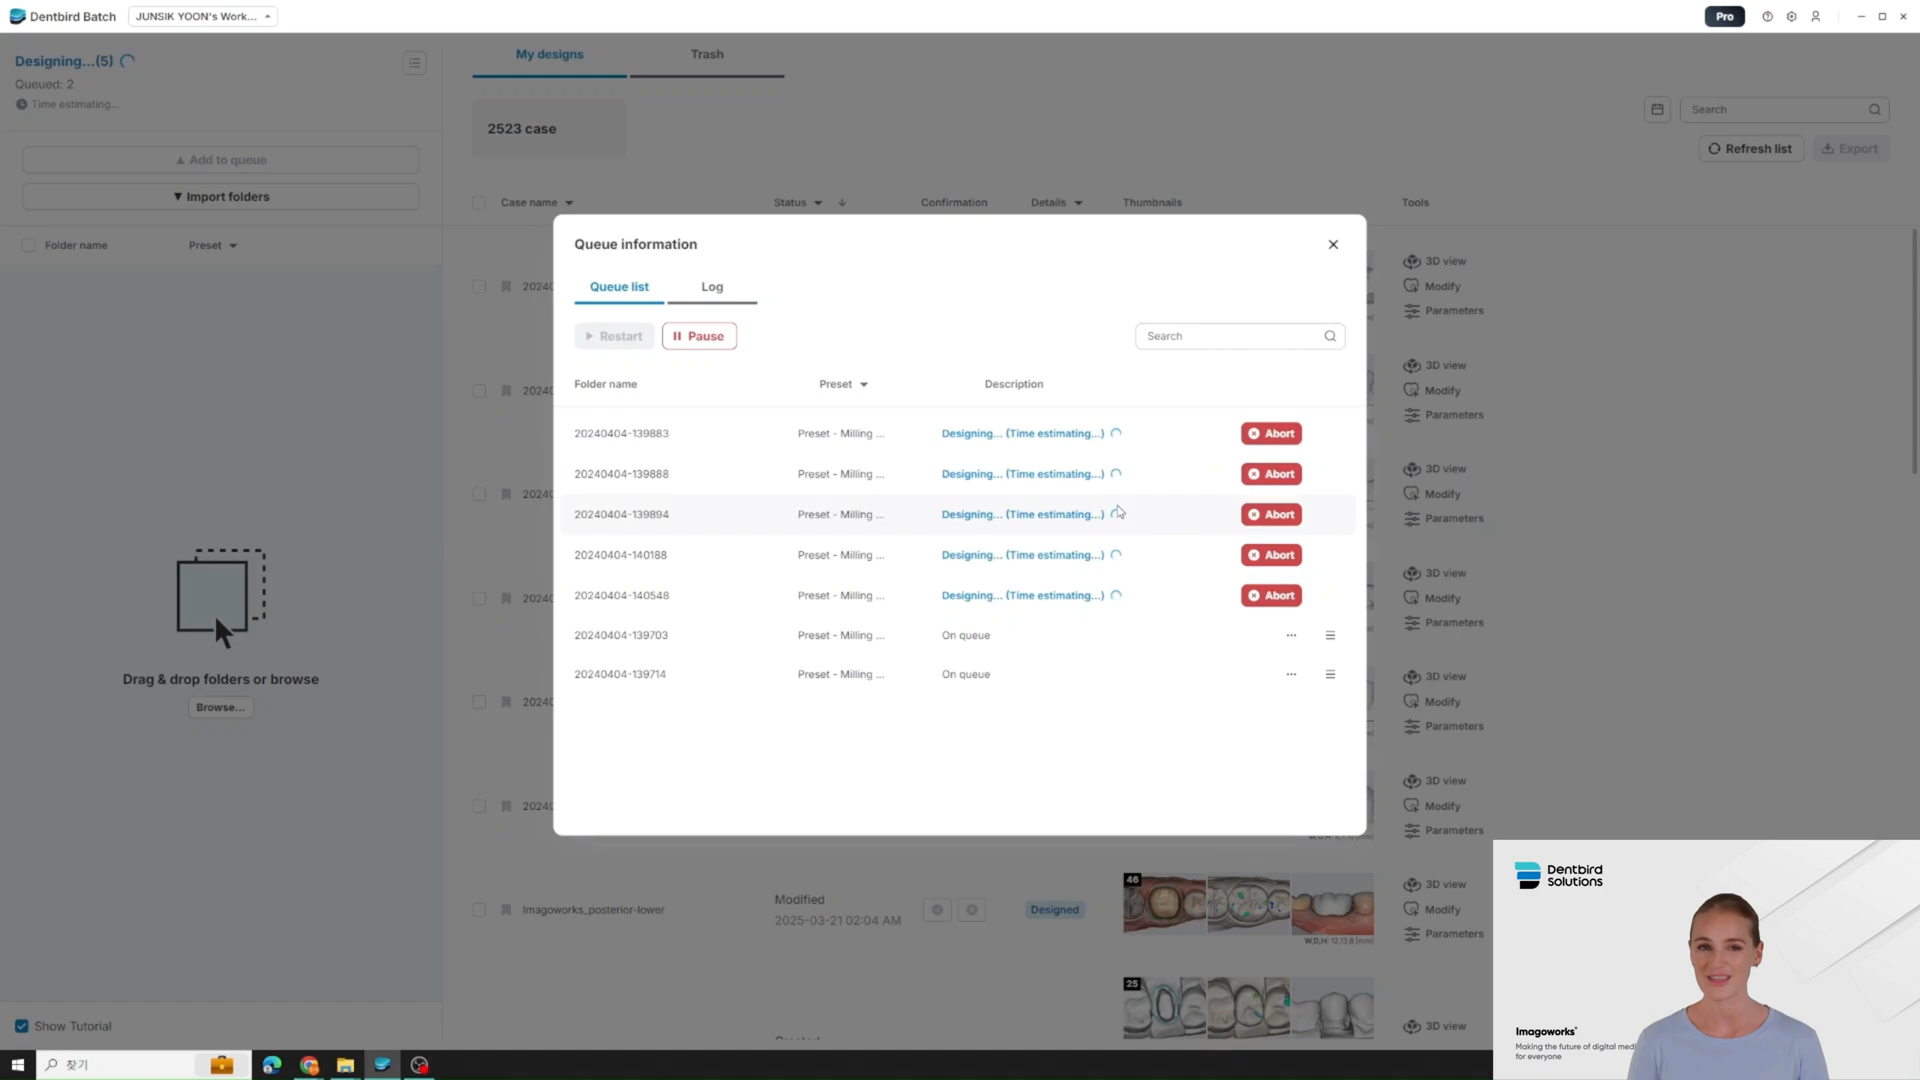 Dentbird Batch
JUNSIK YOON's Work...
Pro
Designing...(5)
Queued: 2
Time estimating...
▲ Add to queue
▼ Import folders
Folder name
Preset
Drag & drop folders or browse
Browse...
Show Tutorial
My designs
Trash
2523 case
Search
Refresh list
Export
Case name
Status
Confirmation
Details
Thumbnails
Tools
Queue information
Queue list
Log
Restart
Pause
Search
Folder name
Preset
Description
20240404-139883
Preset - Milling ...
Designing... (Time estimating...)
Abort
20240404-139888
Preset - Milling ...
Designing... (Time estimating...)
Abort
20240404-139894
Preset - Milling ...
Designing... (Time estimating...)
Abort
20240404-140188
Preset - Milling ...
Designing... (Time estimating...)
Abort
20240404-140548
Preset - Milling ...
Designing... (Time estimating...)
Abort
20240404-139703
Preset - Milling ...
On queue
20240404-139714
Preset - Milling ...
On queue
3D view
Modify
Parameters
3D view
Modify
Parameters
3D view
Modify
Parameters
3D view
Modify
Parameters
3D view
Modify
Parameters
3D view
Modify
Parameters
Imagoworks_posterior-lower
Modified
2025-03-21 02:04 AM
Designed
46
W,D,H: 12,13,8 [mm]
3D view
Modify
Parameters
25
3D view
Dentbird
Solutions
Imagoworks
Making the future of digital medi
for everyone
찾기